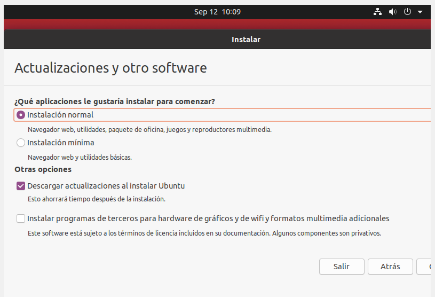 Sep 12 10:09
Instalar
Actualizaciones y otro software
¿Qué aplicaciones le gustaría instalar para comenzar?
Instalación normal
Navegador web, utilidades, paquete de oficina, juegos y reproductores multimedia.
Instalación mínima
Navegador web y utilidades básicas.
Otras opciones
Descargar actualizaciones al instalar Ubuntu
Esto ahorrará tiempo después de la instalación.
Instalar programas de terceros para hardware de gráficos y de wifi y formatos multimedia adicionales
Este software está sujeto a los términos de licencia incluidos en su documentación. Algunos componentes son privativos.
Salir Atrás